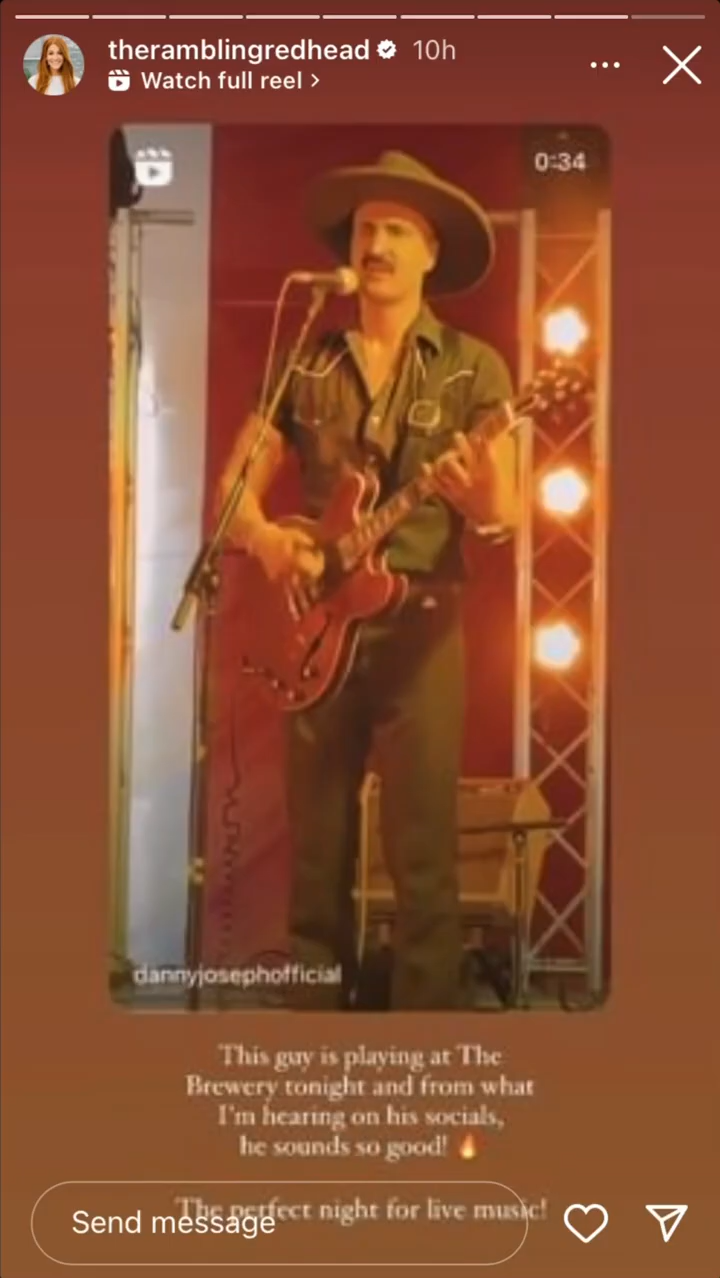 therramblingredhead 10h
Watch full reel >
0:34
dannyjosephofficial
This guy is playing at The
Brewery tonight and from what
I'm hearing on his socials,
he sounds so good! 🔥
The perfect night for live music!
Send message